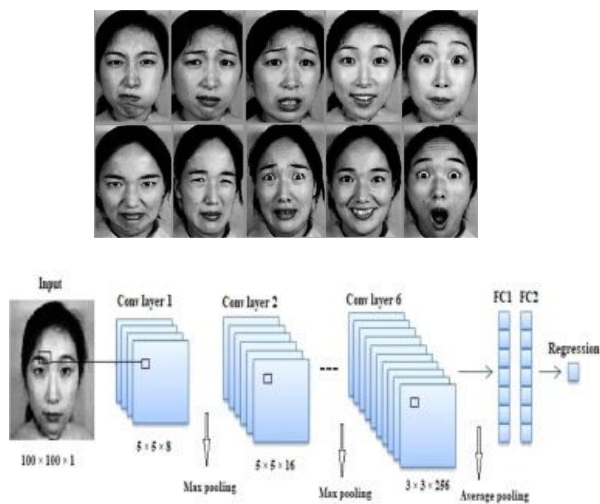 Input
Conv layer 1
Conv layer 2
Conv layer 6
FC1 FC2
Regression
100 × 100 × 1
5 × 5 × 8
5 × 5 × 16
3 × 3 × 256
Max pooling
Max pooling
Average pooling